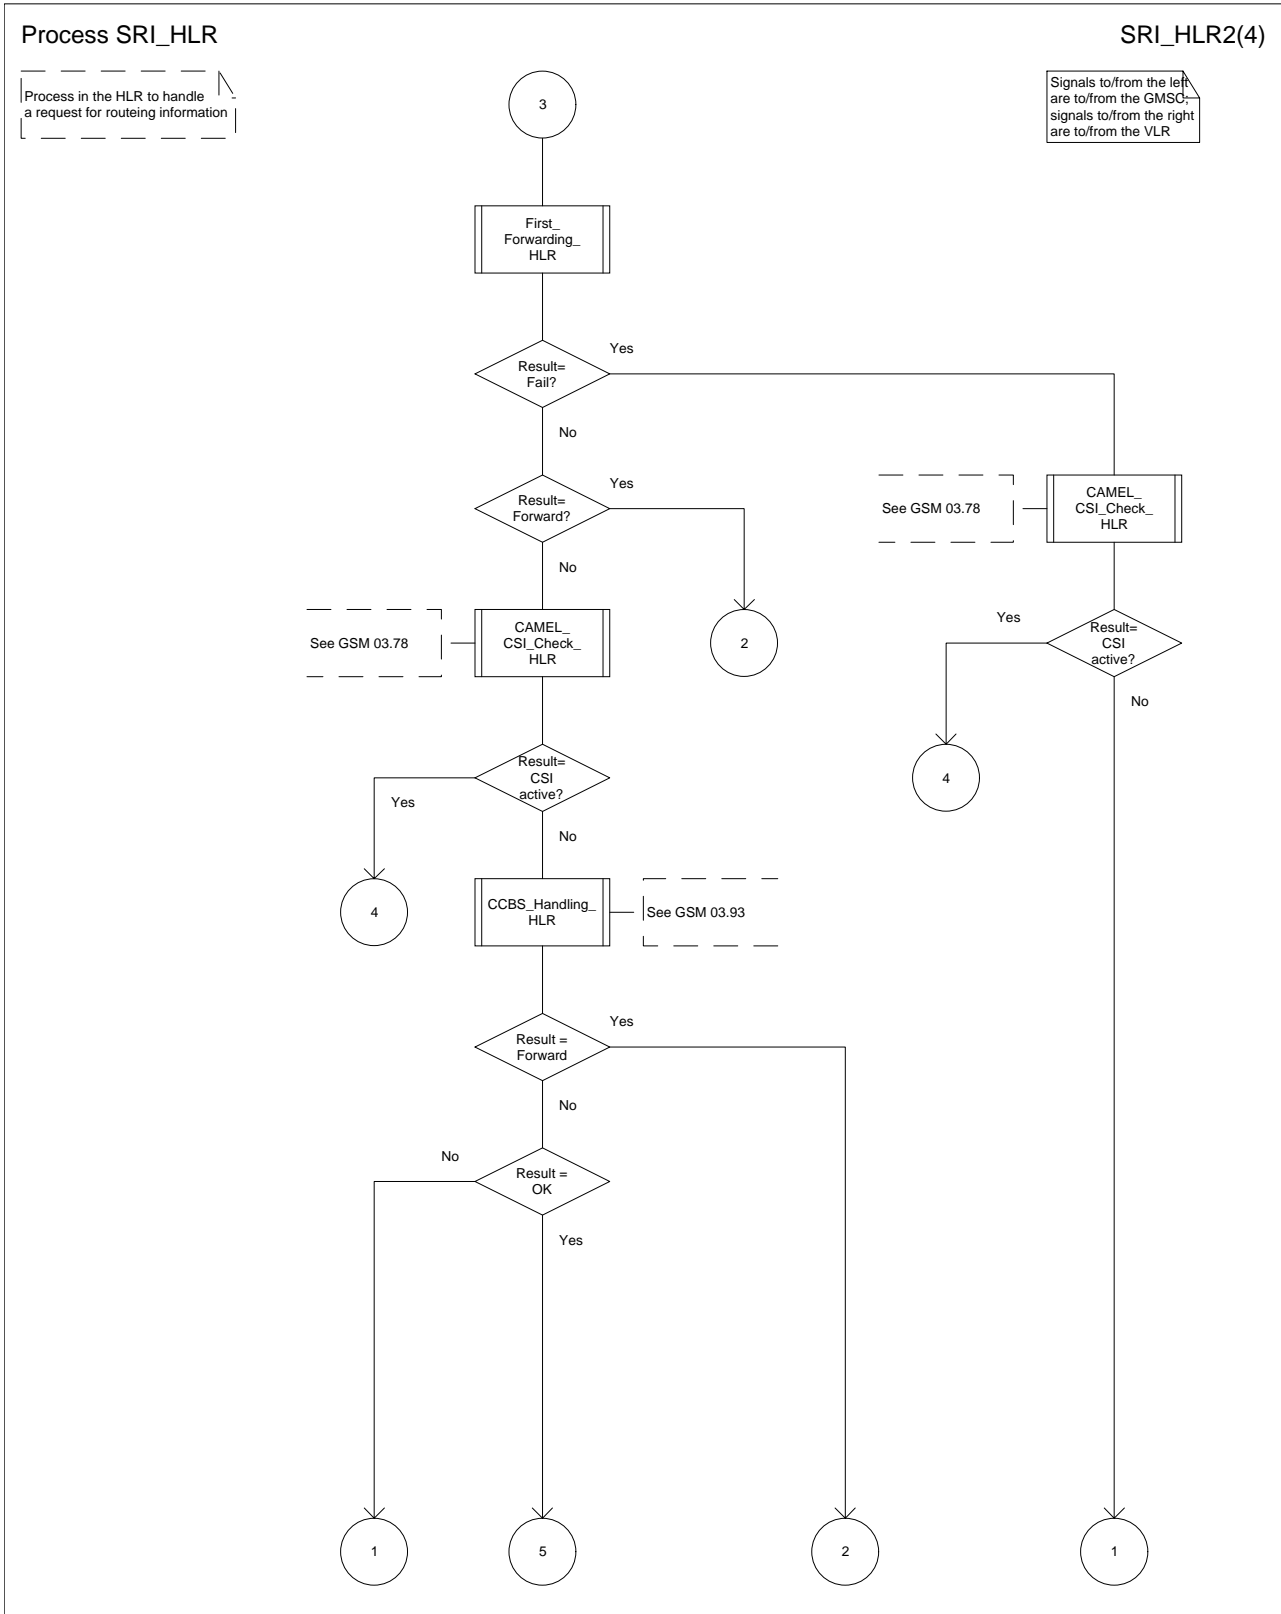 Process SRI_HLR
SRI_HLR2(4)
Process in the HLR to handle
a request for routeing information
Signals to/from the left
are to/from the GMSC;
signals to/from the right
are to/from the VLR
3
First_
Forwarding_
HLR
Result=
Fail?
Yes
No
Result=
Forward?
Yes
No
2
See GSM 03.78
CAMEL_
CSI_Check_
HLR
See GSM 03.78
CAMEL_
CSI_Check_
HLR
Result=
CSI
active?
Yes
No
4
Result=
CSI
active?
Yes
No
4
CCBS_Handling_
HLR
See GSM 03.93
Result =
Forward
Yes
No
Result =
OK
No
Yes
1
5
2
1